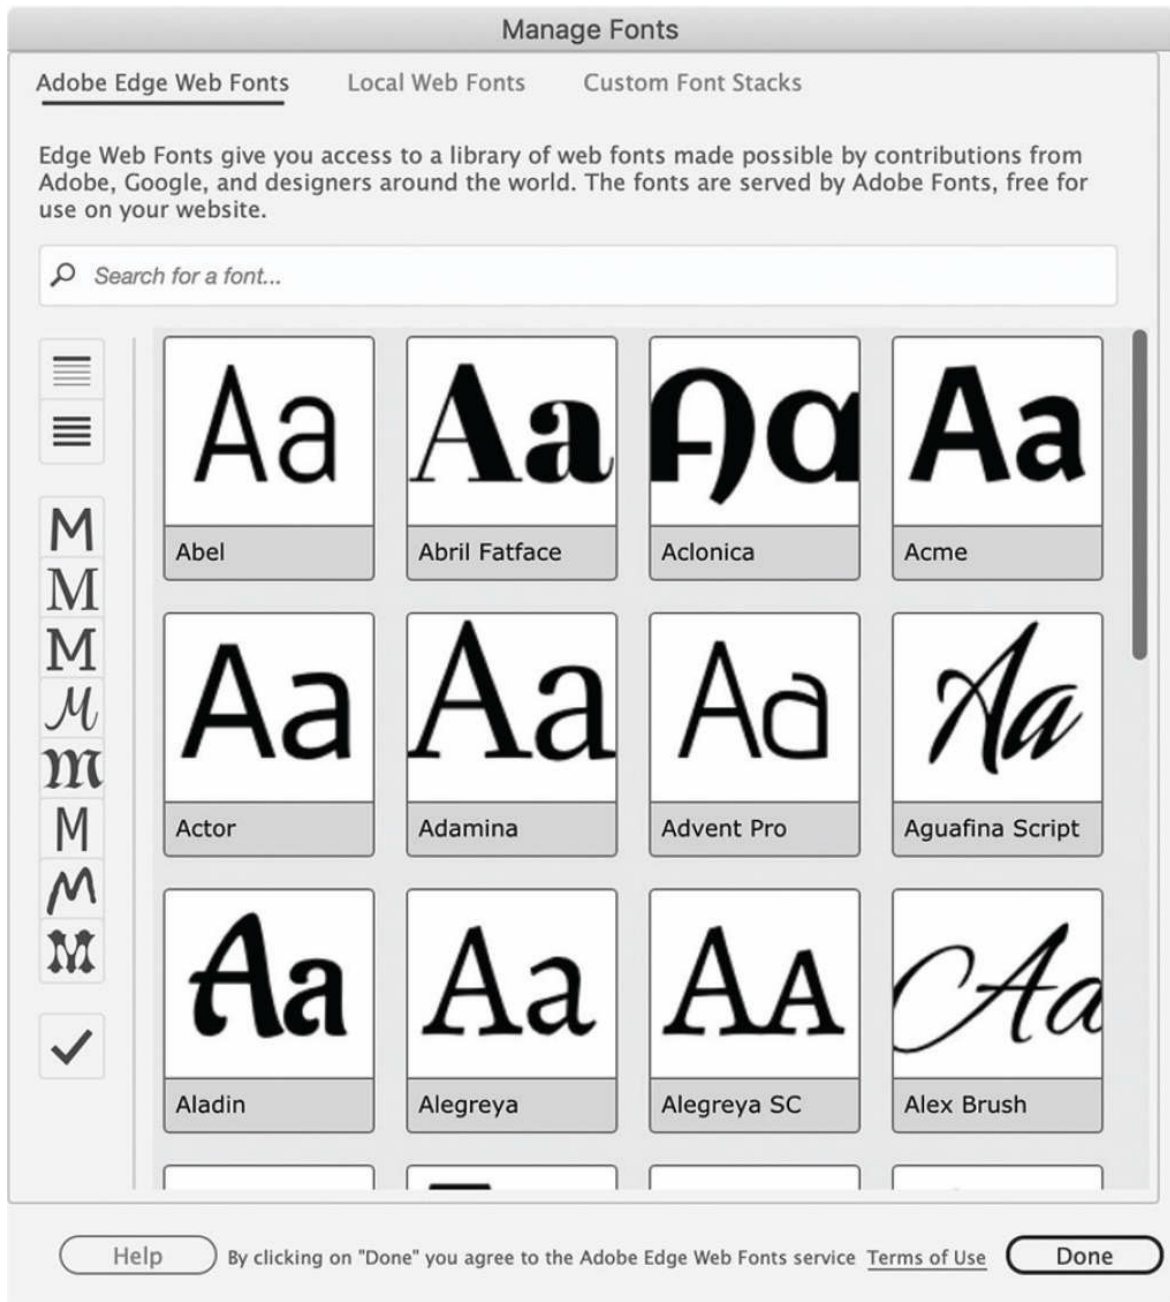 Manage Fonts
Adobe Edge Web Fonts Local Web Fonts Custom Font Stacks
Edge Web Fonts give you access to a library of web fonts made possible by contributions from
Adobe, Google, and designers around the world. The fonts are served by Adobe Fonts, free for
use on your website.
Search for a font...
M
M
M
M
M
M
M
M
Aa Aa Aa Aa
Abel Abril Fatface Aclonica Acme
Aa Aa Aa Aa
Actor Adamina Advent Pro Aguafina Script
Aa Aa AA Aa
Aladin Alegreya Alegreya SC Alex Brush
Help By clicking on "Done" you agree to the Adobe Edge Web Fonts service Terms of Use Done